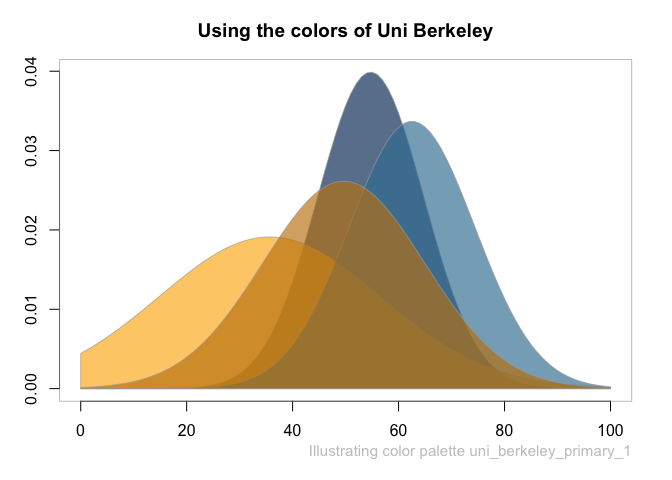 Using the colors of Uni Berkeley
0.04
0.03
0.02
0.01
0.00
0 20 40 60 80 100
Illustrating color palette uni_berkeley_primary_1